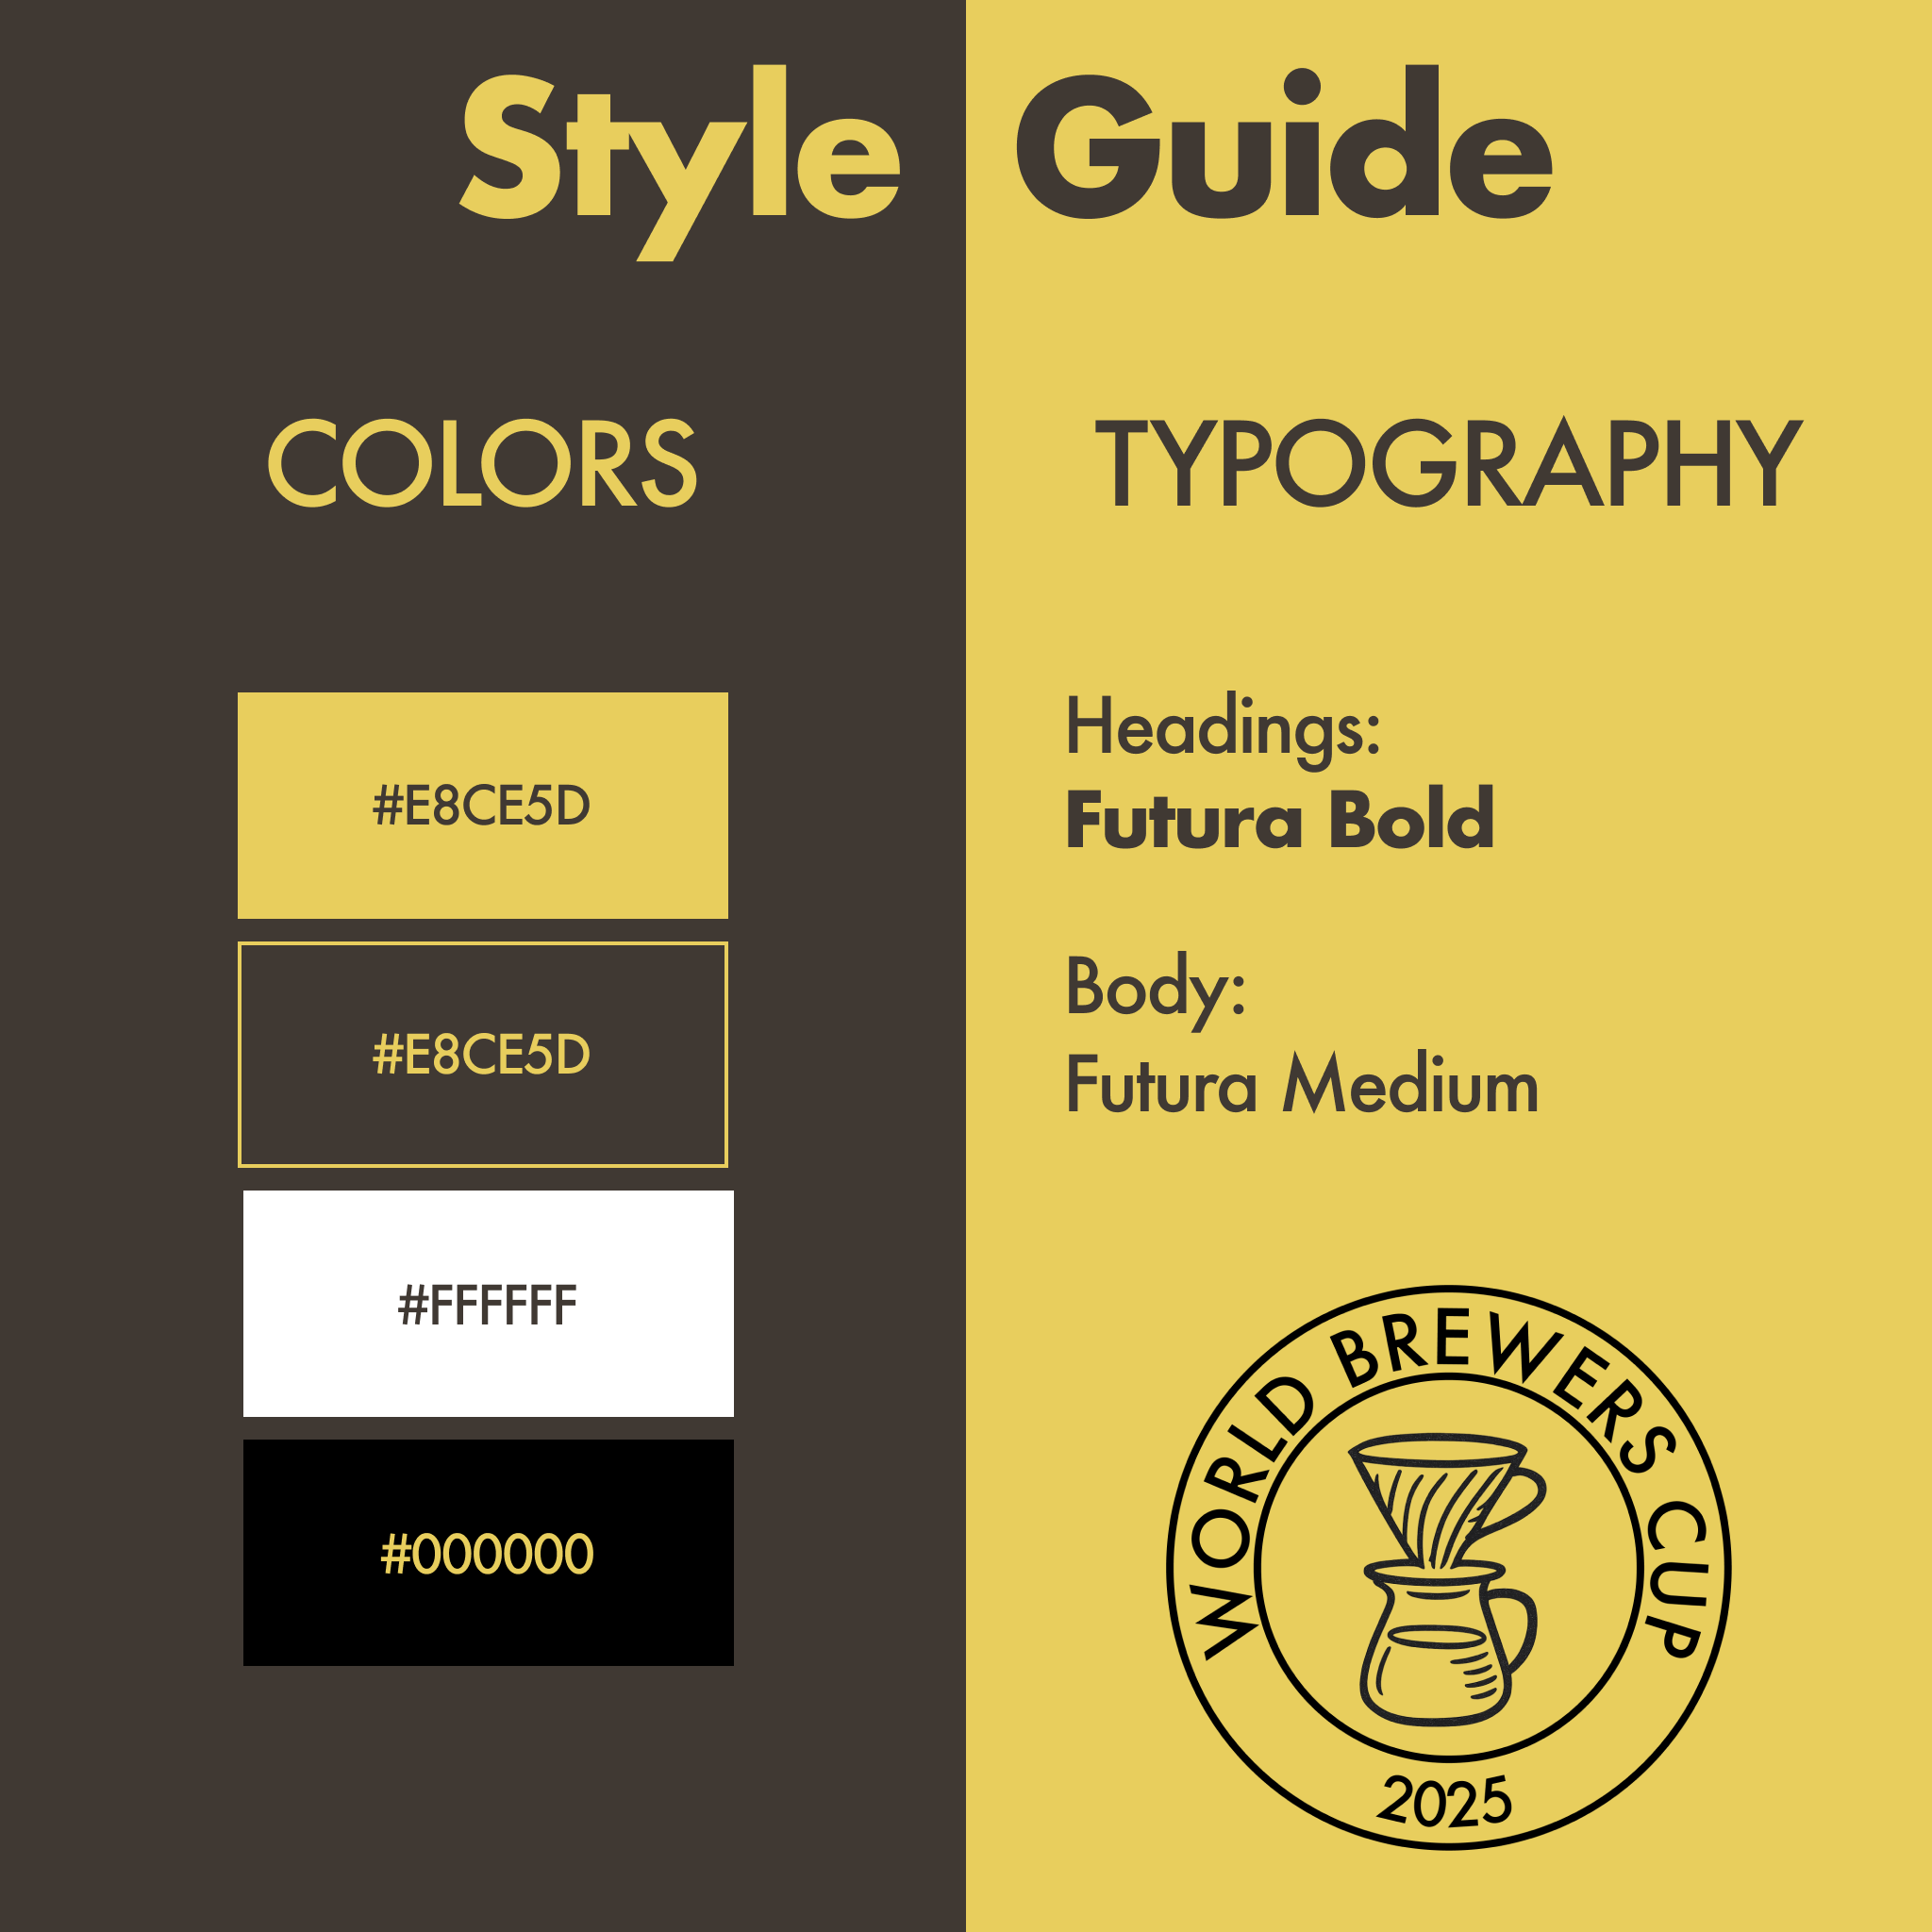 Style Guide
COLORS
#E8CE5D
#E8CE5D
#FFFFFF
#000000
TYPOGRAPHY
Headings:
Futura Bold
Body:
Futura Medium
WORLD BREWERS CUP
2025